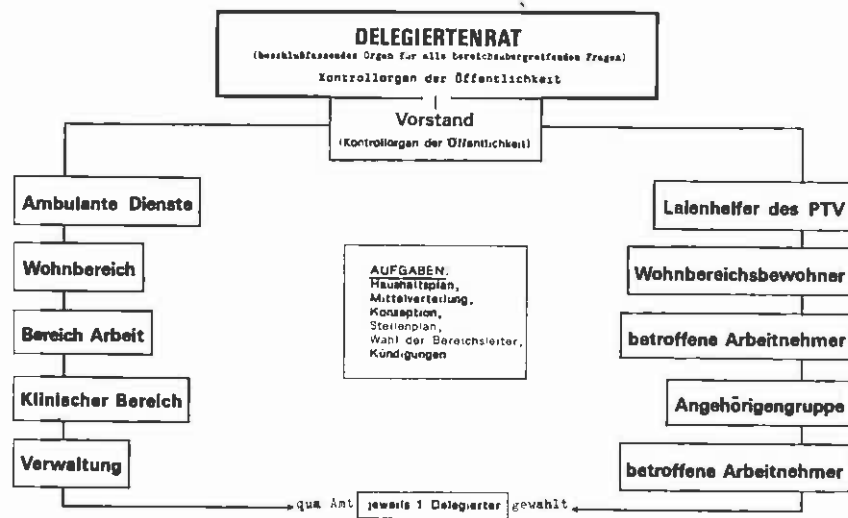 DELEGIERTENRAT
(beschlußfassendes Organ für alle bereichsübergreifenden Fragen)
Kontrollorgan der Öffentlichkeit
Vorstand
(Kontrollorgan der Öffentlichkeit)
Ambulante Dienste
Wohnbereich
Bereich Arbeit
Klinischer Bereich
Verwaltung
AUFGABEN:
Haushaltsplan,
Mittelverteilung,
Konzeption,
Stellenplan,
Wahl der Bereichsleiter,
Kündigungen
Laienhelfer des PTV
Wohnbereichsbewohner
betroffene Arbeitnehmer
Angehörigengruppe
betroffene Arbeitnehmer
qua Amt jeweils 1 Delegierter gewählt